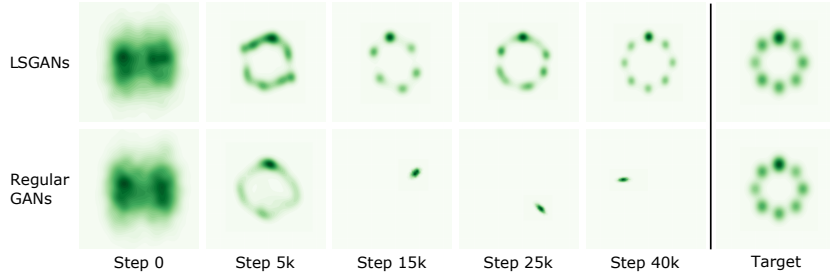 LSGANs
Regular
GANs
Step 0 Step 5k Step 15k Step 25k Step 40k Target